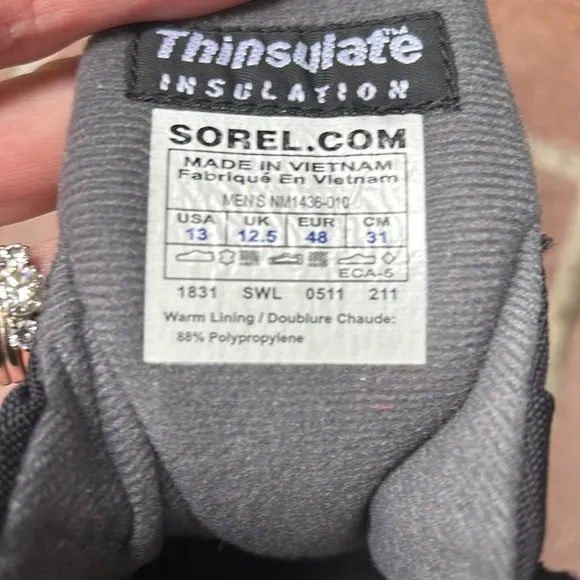 Thinsulate™
INSULATION
SOREL.COM
MADE IN VIETNAM
Fabriqué En Vietnam
MEN'S NM1436-010
USA UK EUR CM
13 12.5 48 31
ECA-5
1831 SWL 0511 211
Warm Lining / Doublure Chaude:
88% Polypropylene